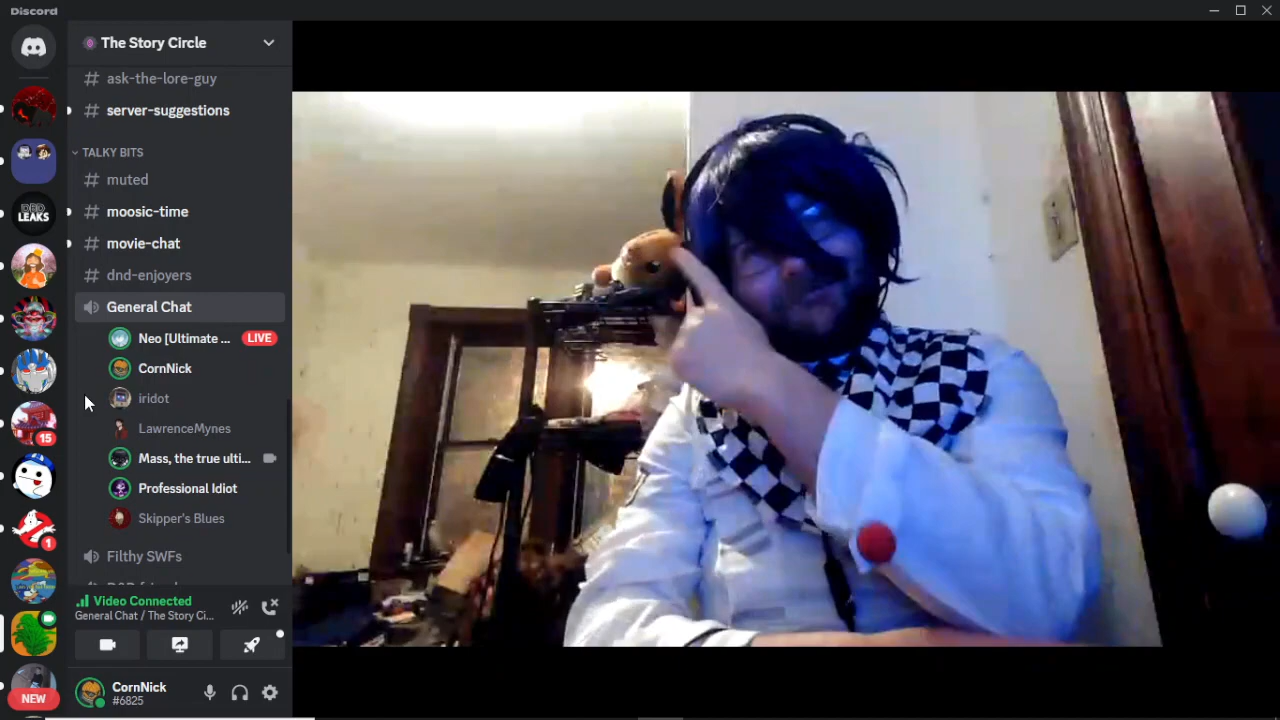 Discord
The Story Circle
# ask-the-lore-guy
# server-suggestions
TALKY BITS
# muted
# moosic-time
# movie-chat
# dnd-enjoyers
General Chat
Neo [Ultimate ... LIVE
CornNick
iridot
LawrenceMynes
Mass, the true ulti...
Professional Idiot
Skipper's Blues
Filthy SWFs
LEAKS
15
1
NEW
Video Connected
General Chat / The Story Ci...
CornNick
#6825